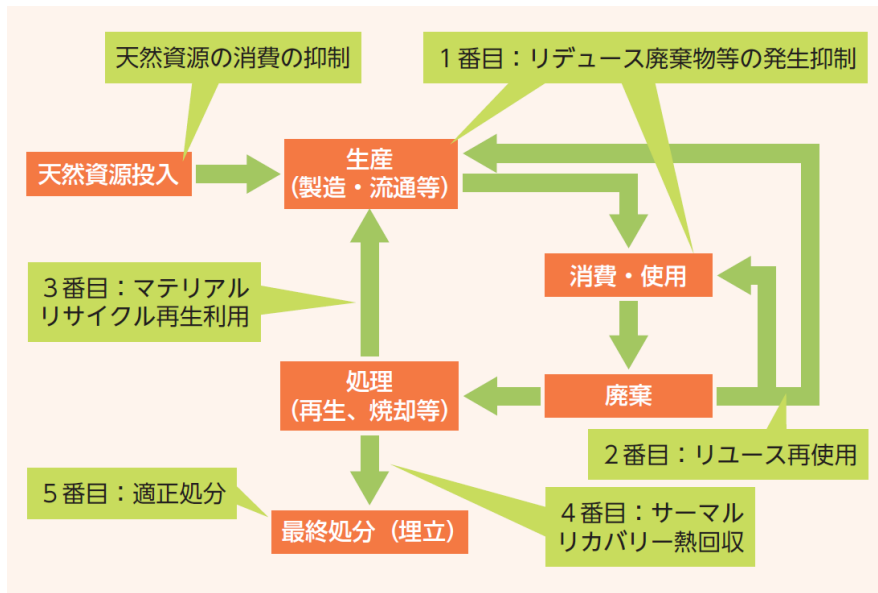 天然資源の消費の抑制
1番目：リデュース廃棄物等の発生抑制
天然資源投入
生産
（製造・流通等）
消費・使用
3番目：マテリアル
リサイクル再生利用
処理
（再生、焼却等）
廃棄
2番目：リユース再使用
5番目：適正処分
最終処分（埋立）
4番目：サーマル
リカバリー熱回収